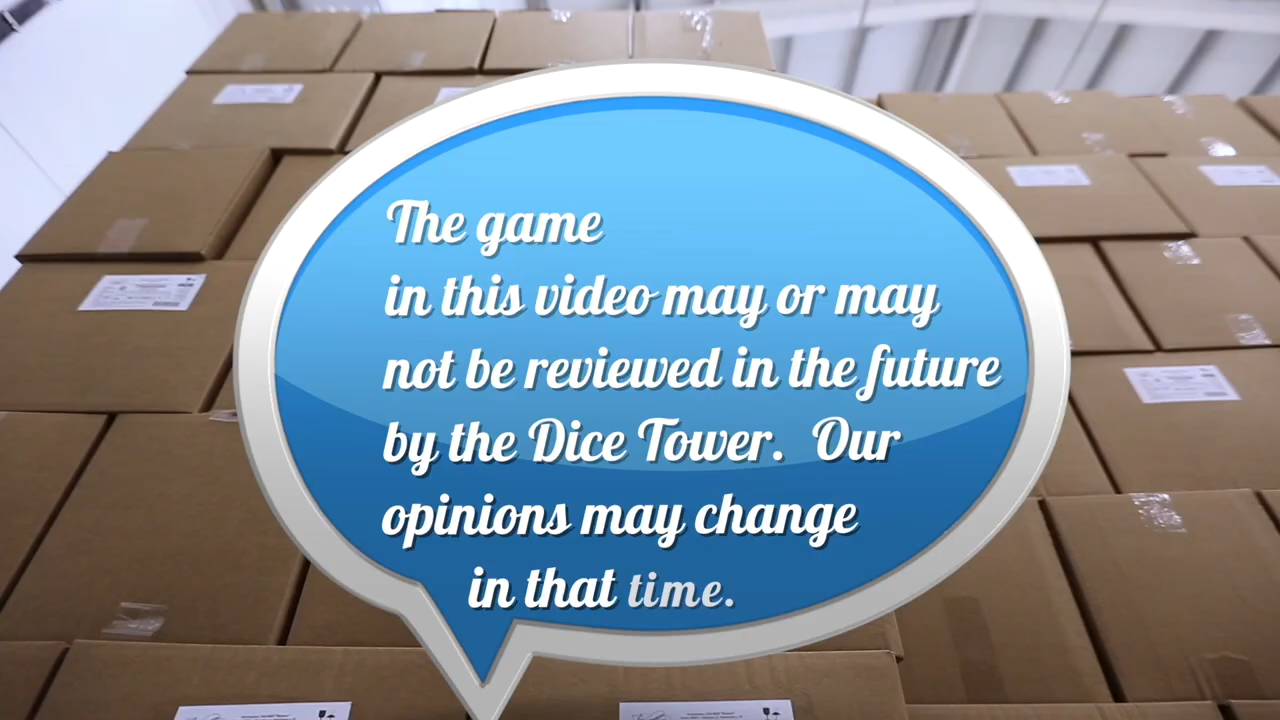 The game
in this video may or may
not be reviewed in the future
by the Dice Tower. Our
opinions may change
in that time.